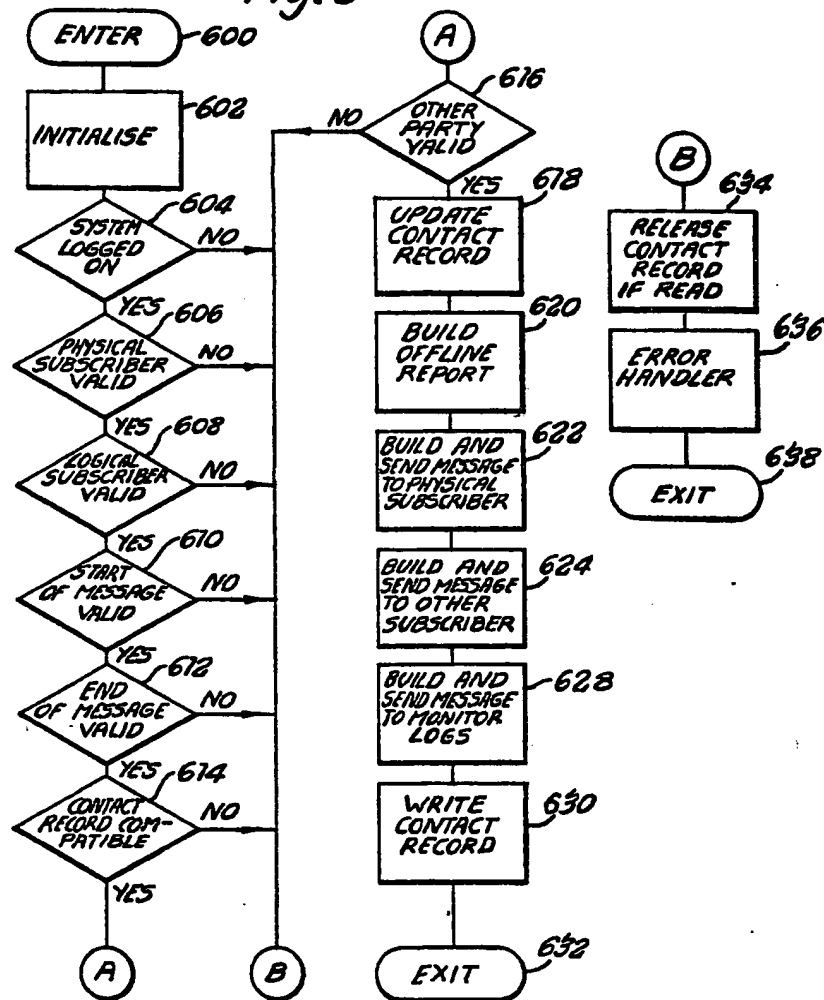 Fig.
ENTER
600
INITIALISE
602
SYSTEM
LOGGED
ON
604
NO
YES
PHYSICAL
SUBSCRIBER
VALID
606
NO
YES
LOGICAL
SUBSCRIBER
VALID
608
NO
YES
START
OF MESSAGE
VALID
610
NO
YES
END
OF MESSAGE
VALID
612
NO
YES
CONTACT
RECORD COM-
PATIBLE
614
NO
YES
A
B
A
OTHER
PARTY
VALID
616
NO
YES
UPDATE
CONTACT
RECORD
618
BUILD
OFFLINE
REPORT
620
BUILD AND
SEND MESSAGE
TO PHYSICAL
SUBSCRIBER
622
BUILD AND
SEND MESSAGE
TO OTHER
SUBSCRIBER
624
BUILD AND
SEND MESSAGE
TO MONITOR
LOGS
628
WRITE
CONTACT
RECORD
630
EXIT
632
B
RELEASE
CONTACT
RECORD
IF READ
634
ERROR
HANDLER
636
EXIT
638